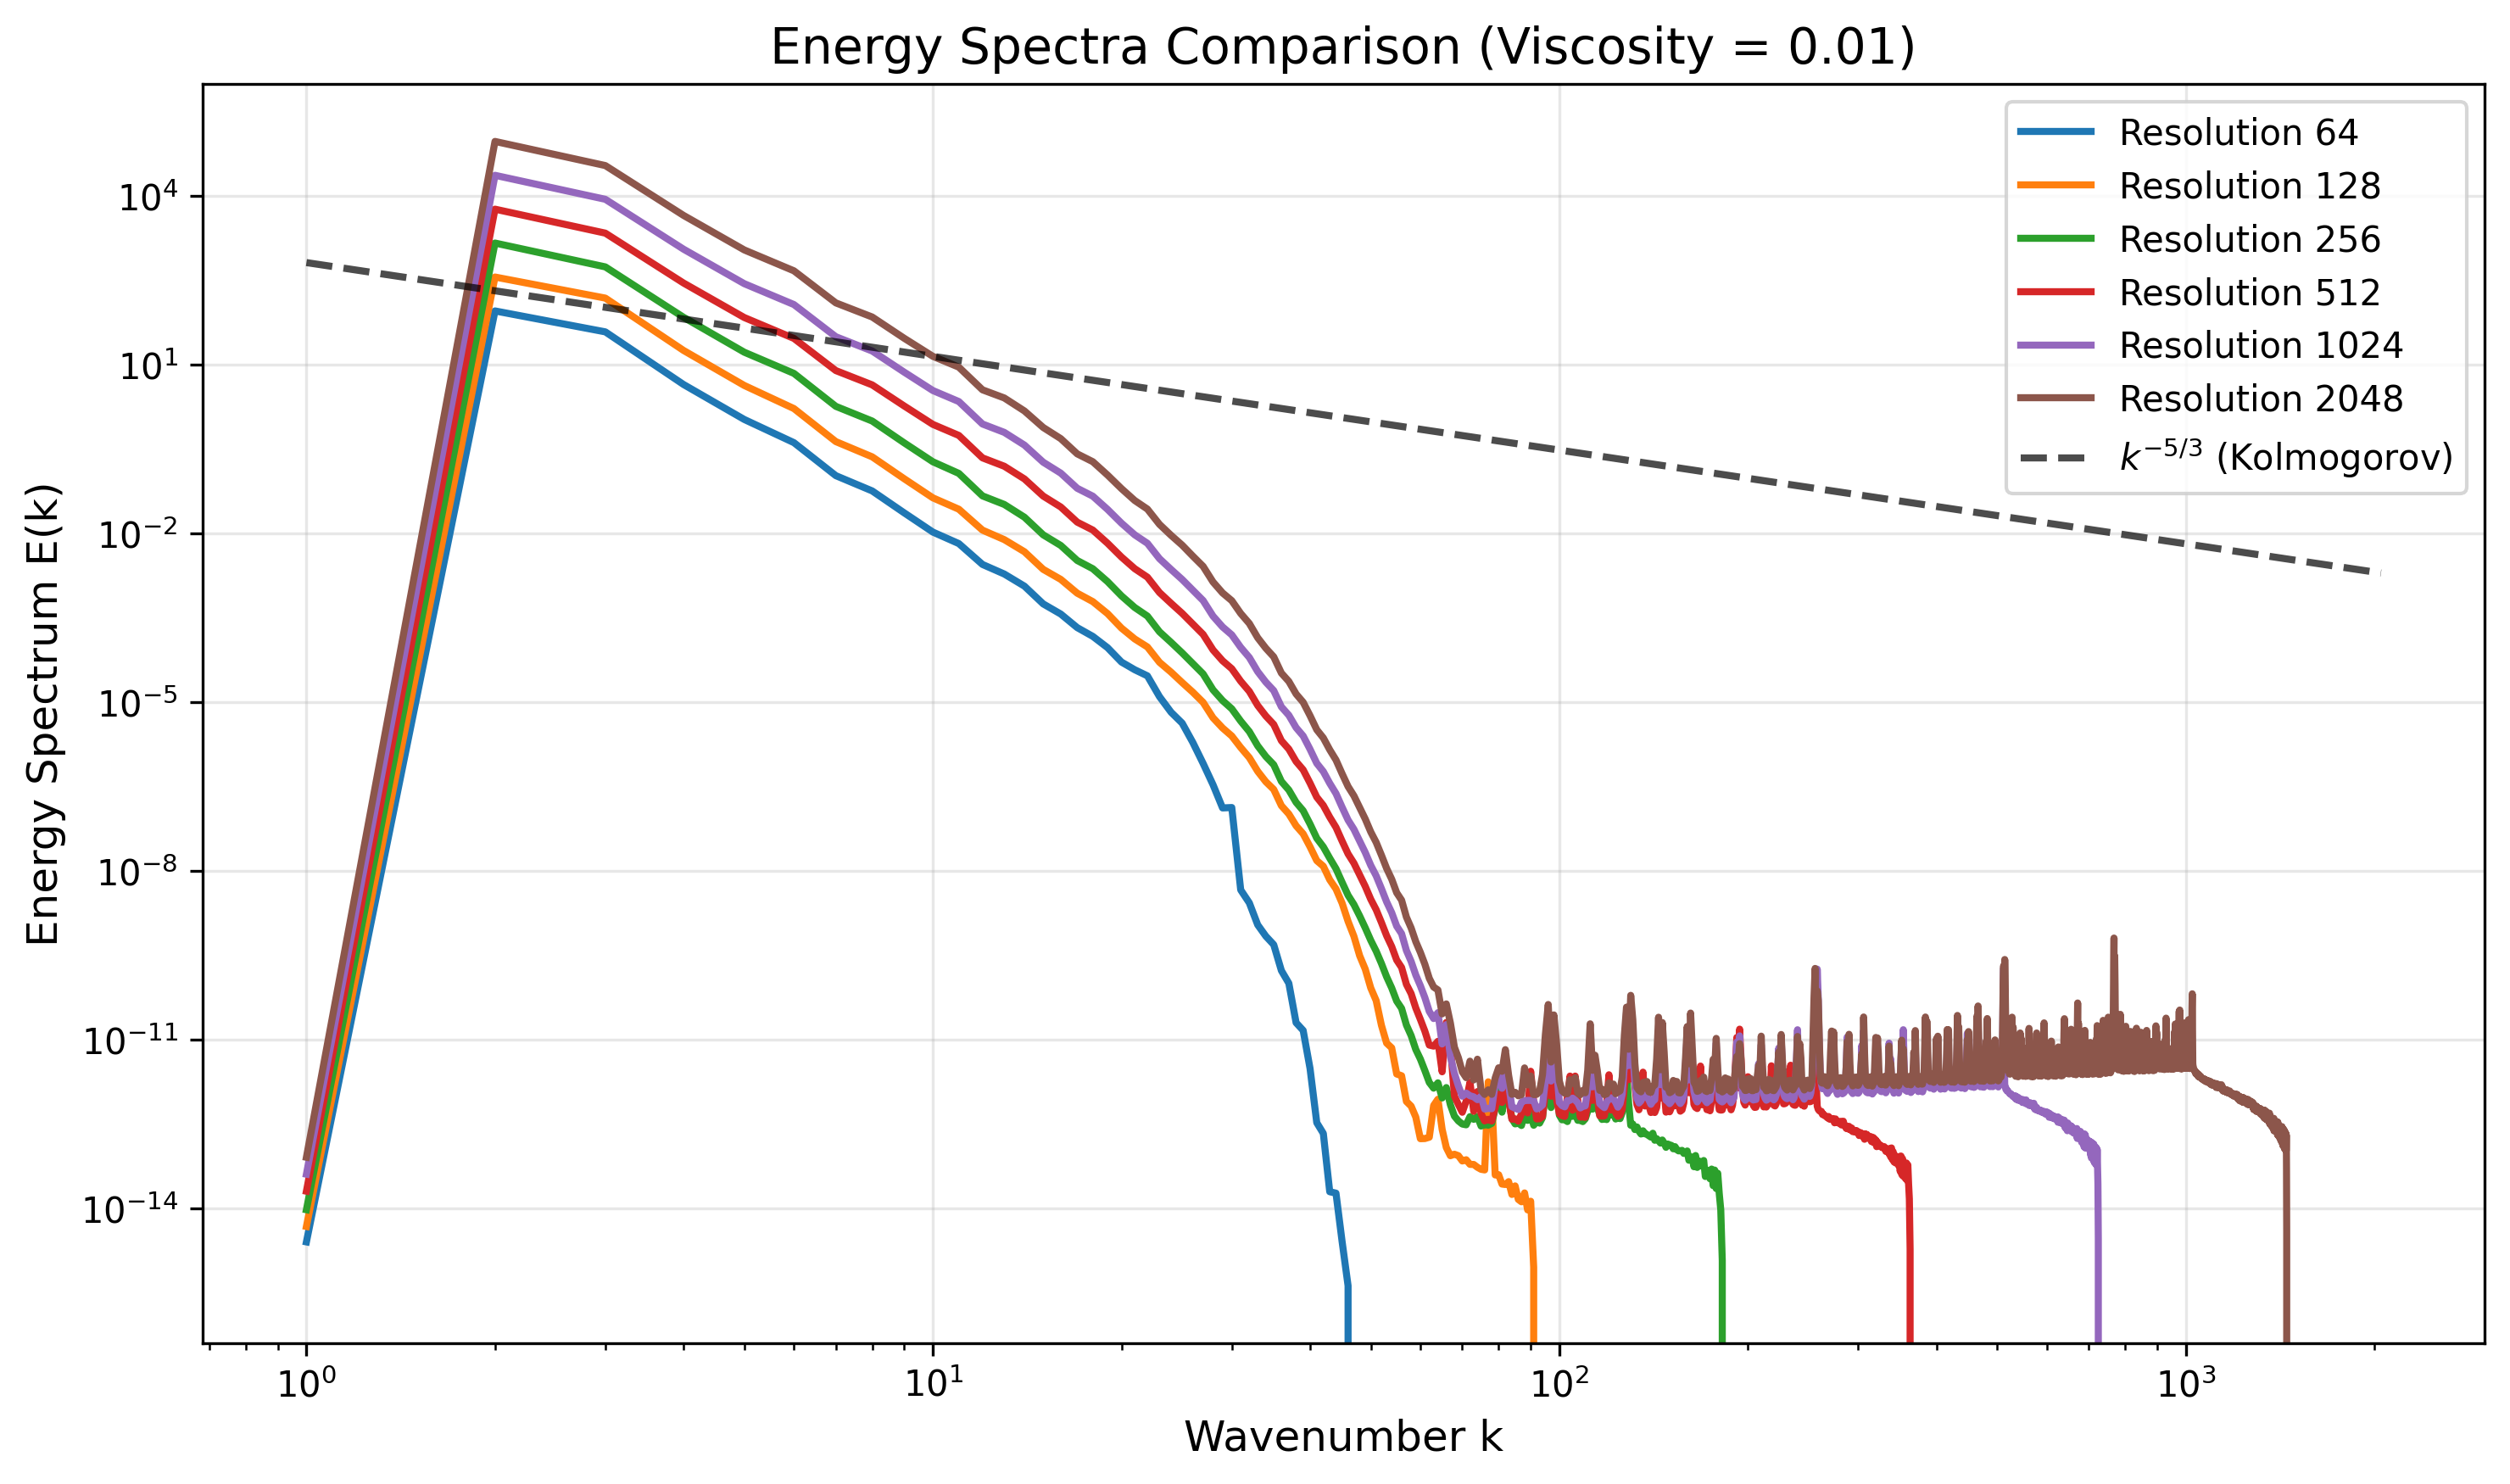 Energy Spectra Comparison (Viscosity = 0.01)
Energy Spectrum E(k)
10^4
10^1
10^−2
10^−5
10^−8
10^−11
10^−14
Resolution 64
Resolution 128
Resolution 256
Resolution 512
Resolution 1024
Resolution 2048
k^−5/3 (Kolmogorov)
10^0 10^1 10^2 10^3
Wavenumber k